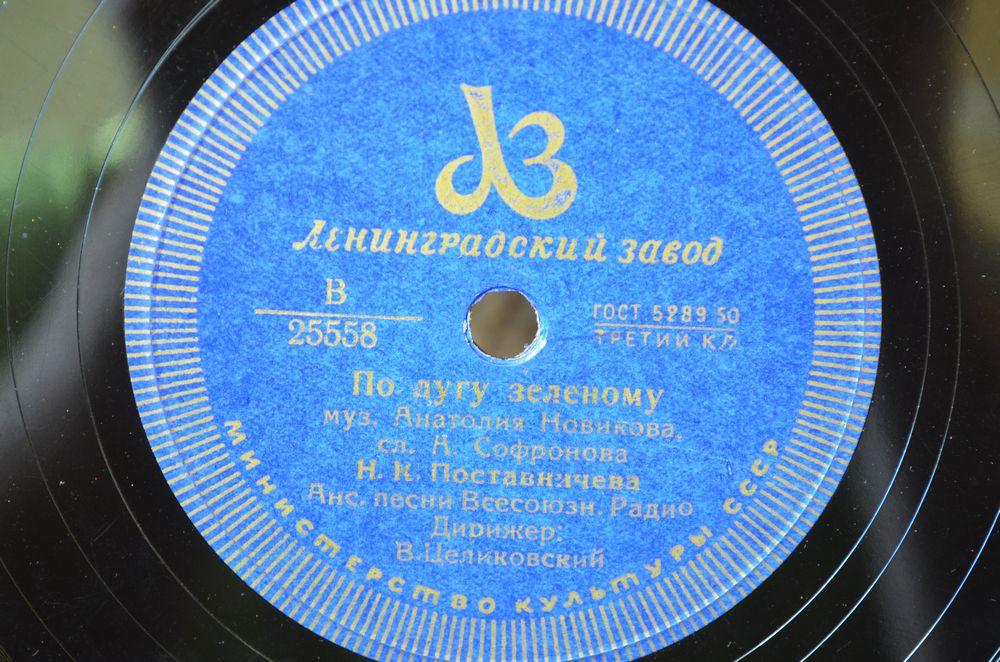 ЛЗ
Ленинградский завод
В
25558
ГОСТ 5289 50
ТРЕТИЙ КЛ
По лугу зеленому
муз. Анатолия Новикова,
сл. А. Софронова
Н. К. Поставничева
Анс. песни Всесоюзн. Радио
Дирижер:
В.Целиковский
МИНИСТЕРСТВО КУЛЬТУРЫ СССР